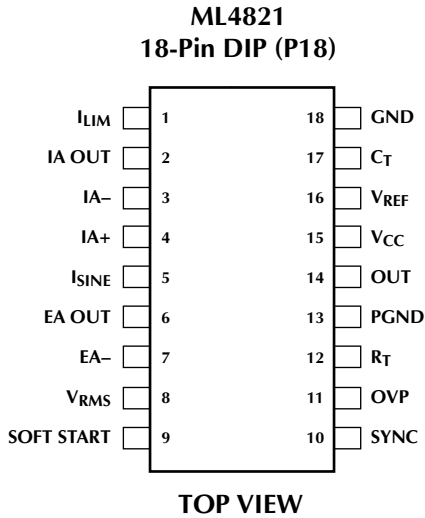 ML4821
18-Pin DIP (P18)
ILIM 1 18 GND
IA OUT 2 17 CT
IA– 3 16 VREF
IA+ 4 15 VCC
ISINE 5 14 OUT
EA OUT 6 13 PGND
EA– 7 12 RT
VRMS 8 11 OVP
SOFT START 9 10 SYNC
TOP VIEW